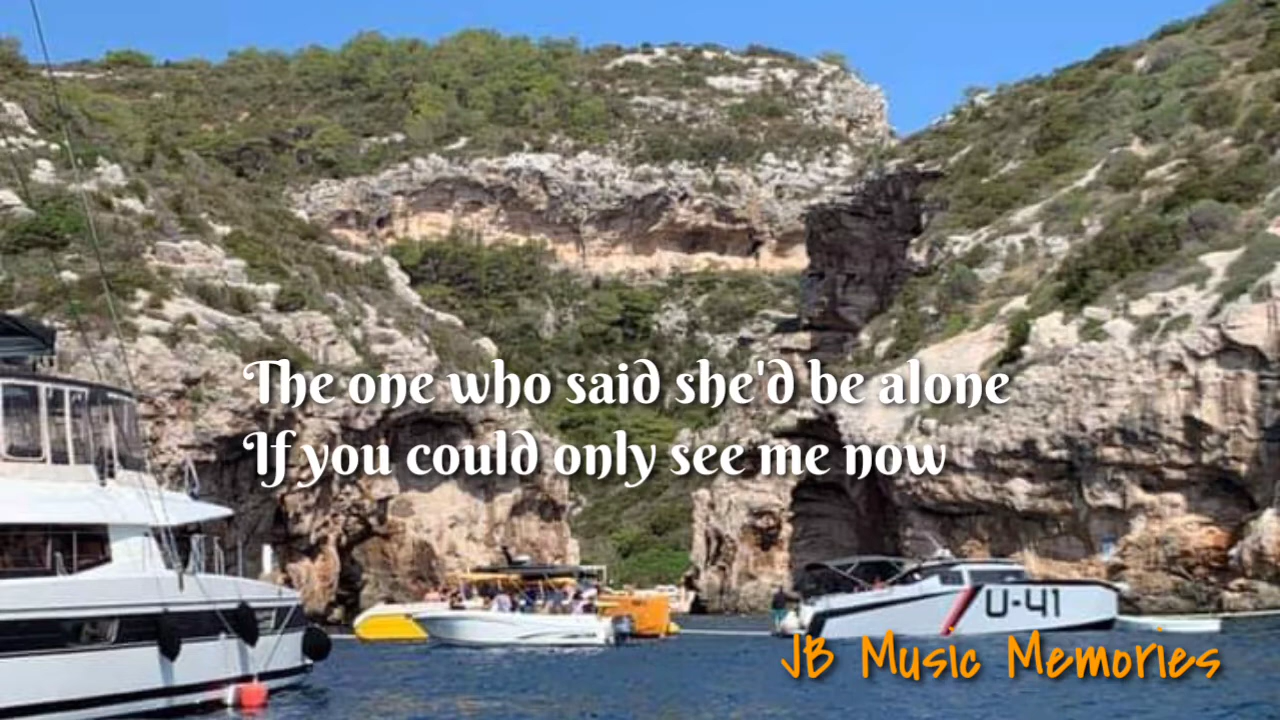 The one who said she'd be alone
If you could only see me now
U-41
JB Music Memories